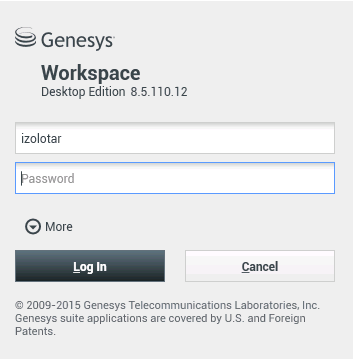 Genesys
Workspace
Desktop Edition 8.5.110.12
izolotar
Password
More
Log In
Cancel
© 2009-2015 Genesys Telecommunications Laboratories, Inc.
Genesys suite applications are covered by U.S. and Foreign
Patents.